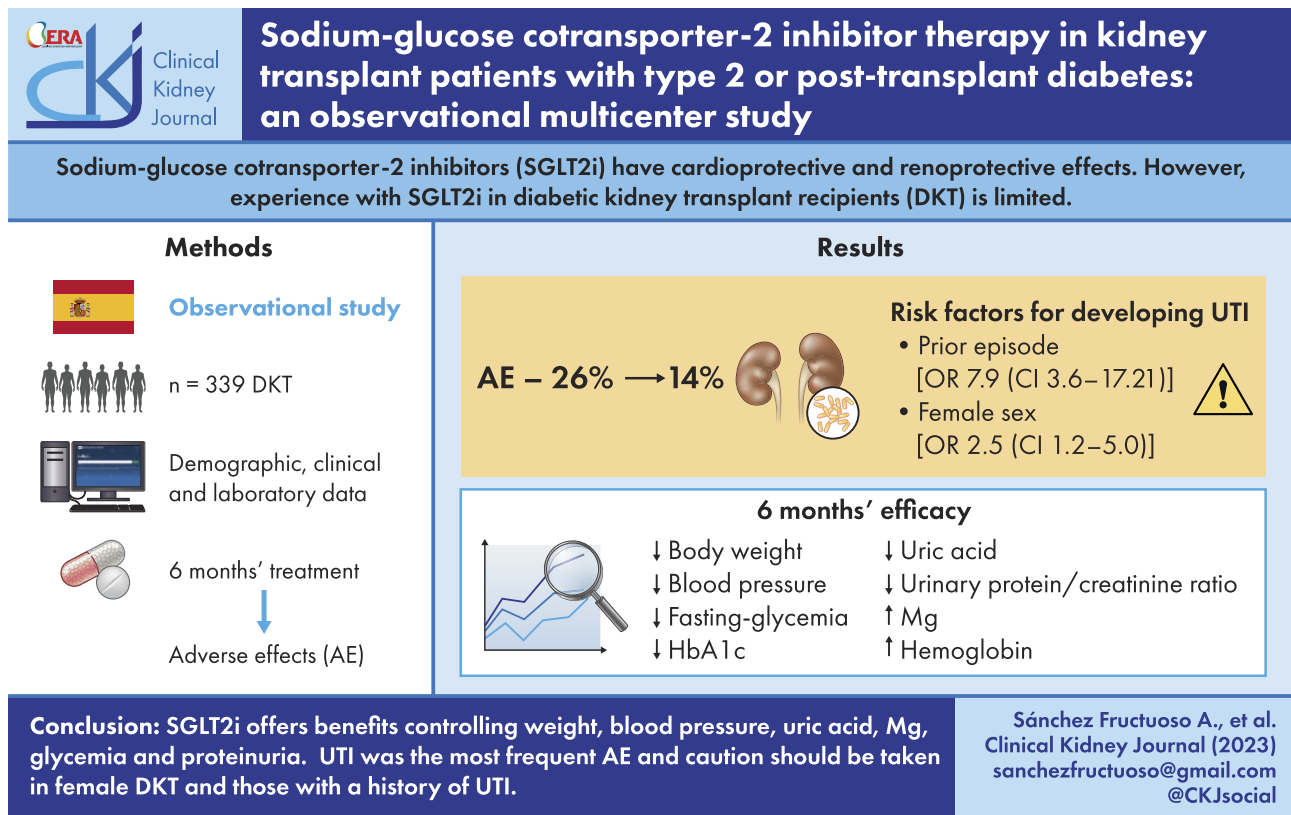 ERA
CKJ
Clinical
Kidney
Journal
Sodium-glucose cotransporter-2 inhibitor therapy in kidney
transplant patients with type 2 or post-transplant diabetes:
an observational multicenter study
Sodium-glucose cotransporter-2 inhibitors (SGLT2i) have cardioprotective and renoprotective effects. However,
experience with SGLT2i in diabetic kidney transplant recipients (DKT) is limited.
Methods
Observational study
n = 339 DKT
Demographic, clinical
and laboratory data
6 months’ treatment
Adverse effects (AE)
Results
AE – 26% → 14%
Risk factors for developing UTI
• Prior episode
[OR 7.9 (CI 3.6–17.21)]
• Female sex
[OR 2.5 (CI 1.2–5.0)]
6 months’ efficacy
↓ Body weight
↓ Blood pressure
↓ Fasting-glycemia
↓ HbA1c
↓ Uric acid
↓ Urinary protein/creatinine ratio
↑ Mg
↑ Hemoglobin
Conclusion: SGLT2i offers benefits controlling weight, blood pressure, uric acid, Mg,
glycemia and proteinuria. UTI was the most frequent AE and caution should be taken
in female DKT and those with a history of UTI.
Sánchez Fructuoso A., et al.
Clinical Kidney Journal (2023)
sanchezfructuoso@gmail.com
@CKJsocial